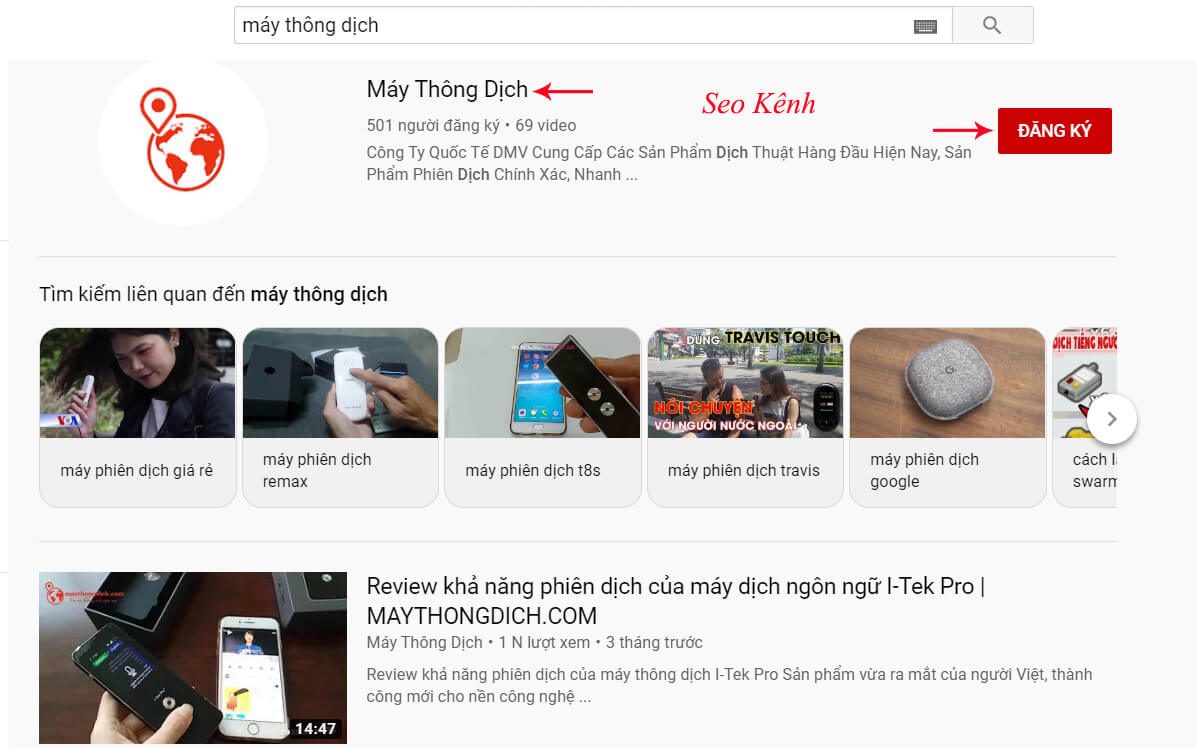 máy thông dịch
Máy Thông Dịch
Seo Kênh
501 người đăng ký • 69 video
ĐĂNG KÝ
Công Ty Quốc Tế DMV Cung Cấp Các Sản Phẩm Dịch Thuật Hàng Đầu Hiện Nay, Sản
Phẩm Phiên Dịch Chính Xác, Nhanh ...
Tìm kiếm liên quan đến máy thông dịch
VOA
DÙNG TRAVIS TOUCH
NÓI CHUYỆN
VỚI NGƯỜI NƯỚC NGOÀI
DỊCH TIẾNG
máy phiên dịch giá rẻ
máy phiên dịch
remax
máy phiên dịch t8s
máy phiên dịch travis
máy phiên dịch
google
cách
swarm
maythongdich.com
14:47
Review khả năng phiên dịch của máy dịch ngôn ngữ I-Tek Pro |
MAYTHONGDICH.COM
Máy Thông Dịch • 1 N lượt xem • 3 tháng trước
Review khả năng phiên dịch của máy thông dịch I-Tek Pro Sản phẩm vừa ra mắt của người Việt, thành
công mới cho nền công nghệ ...